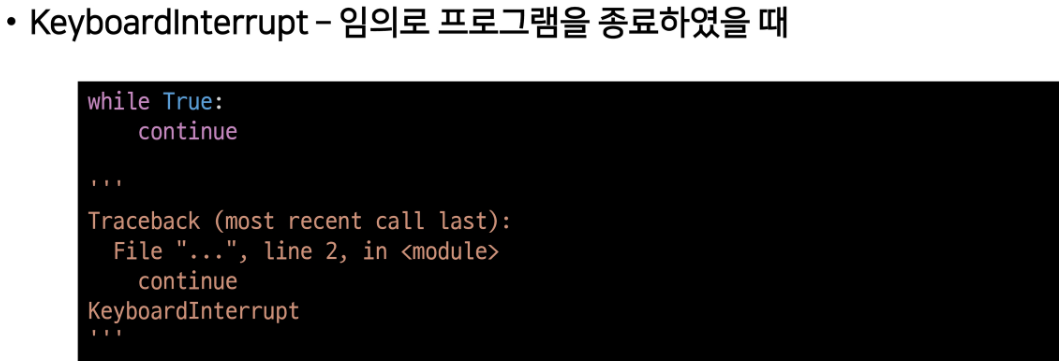 • KeyboardInterrupt – 임의로 프로그램을 종료하였을 때
while True:
    continue
'''
Traceback (most recent call last):
  File "...", line 2, in <module>
    continue
KeyboardInterrupt
'''